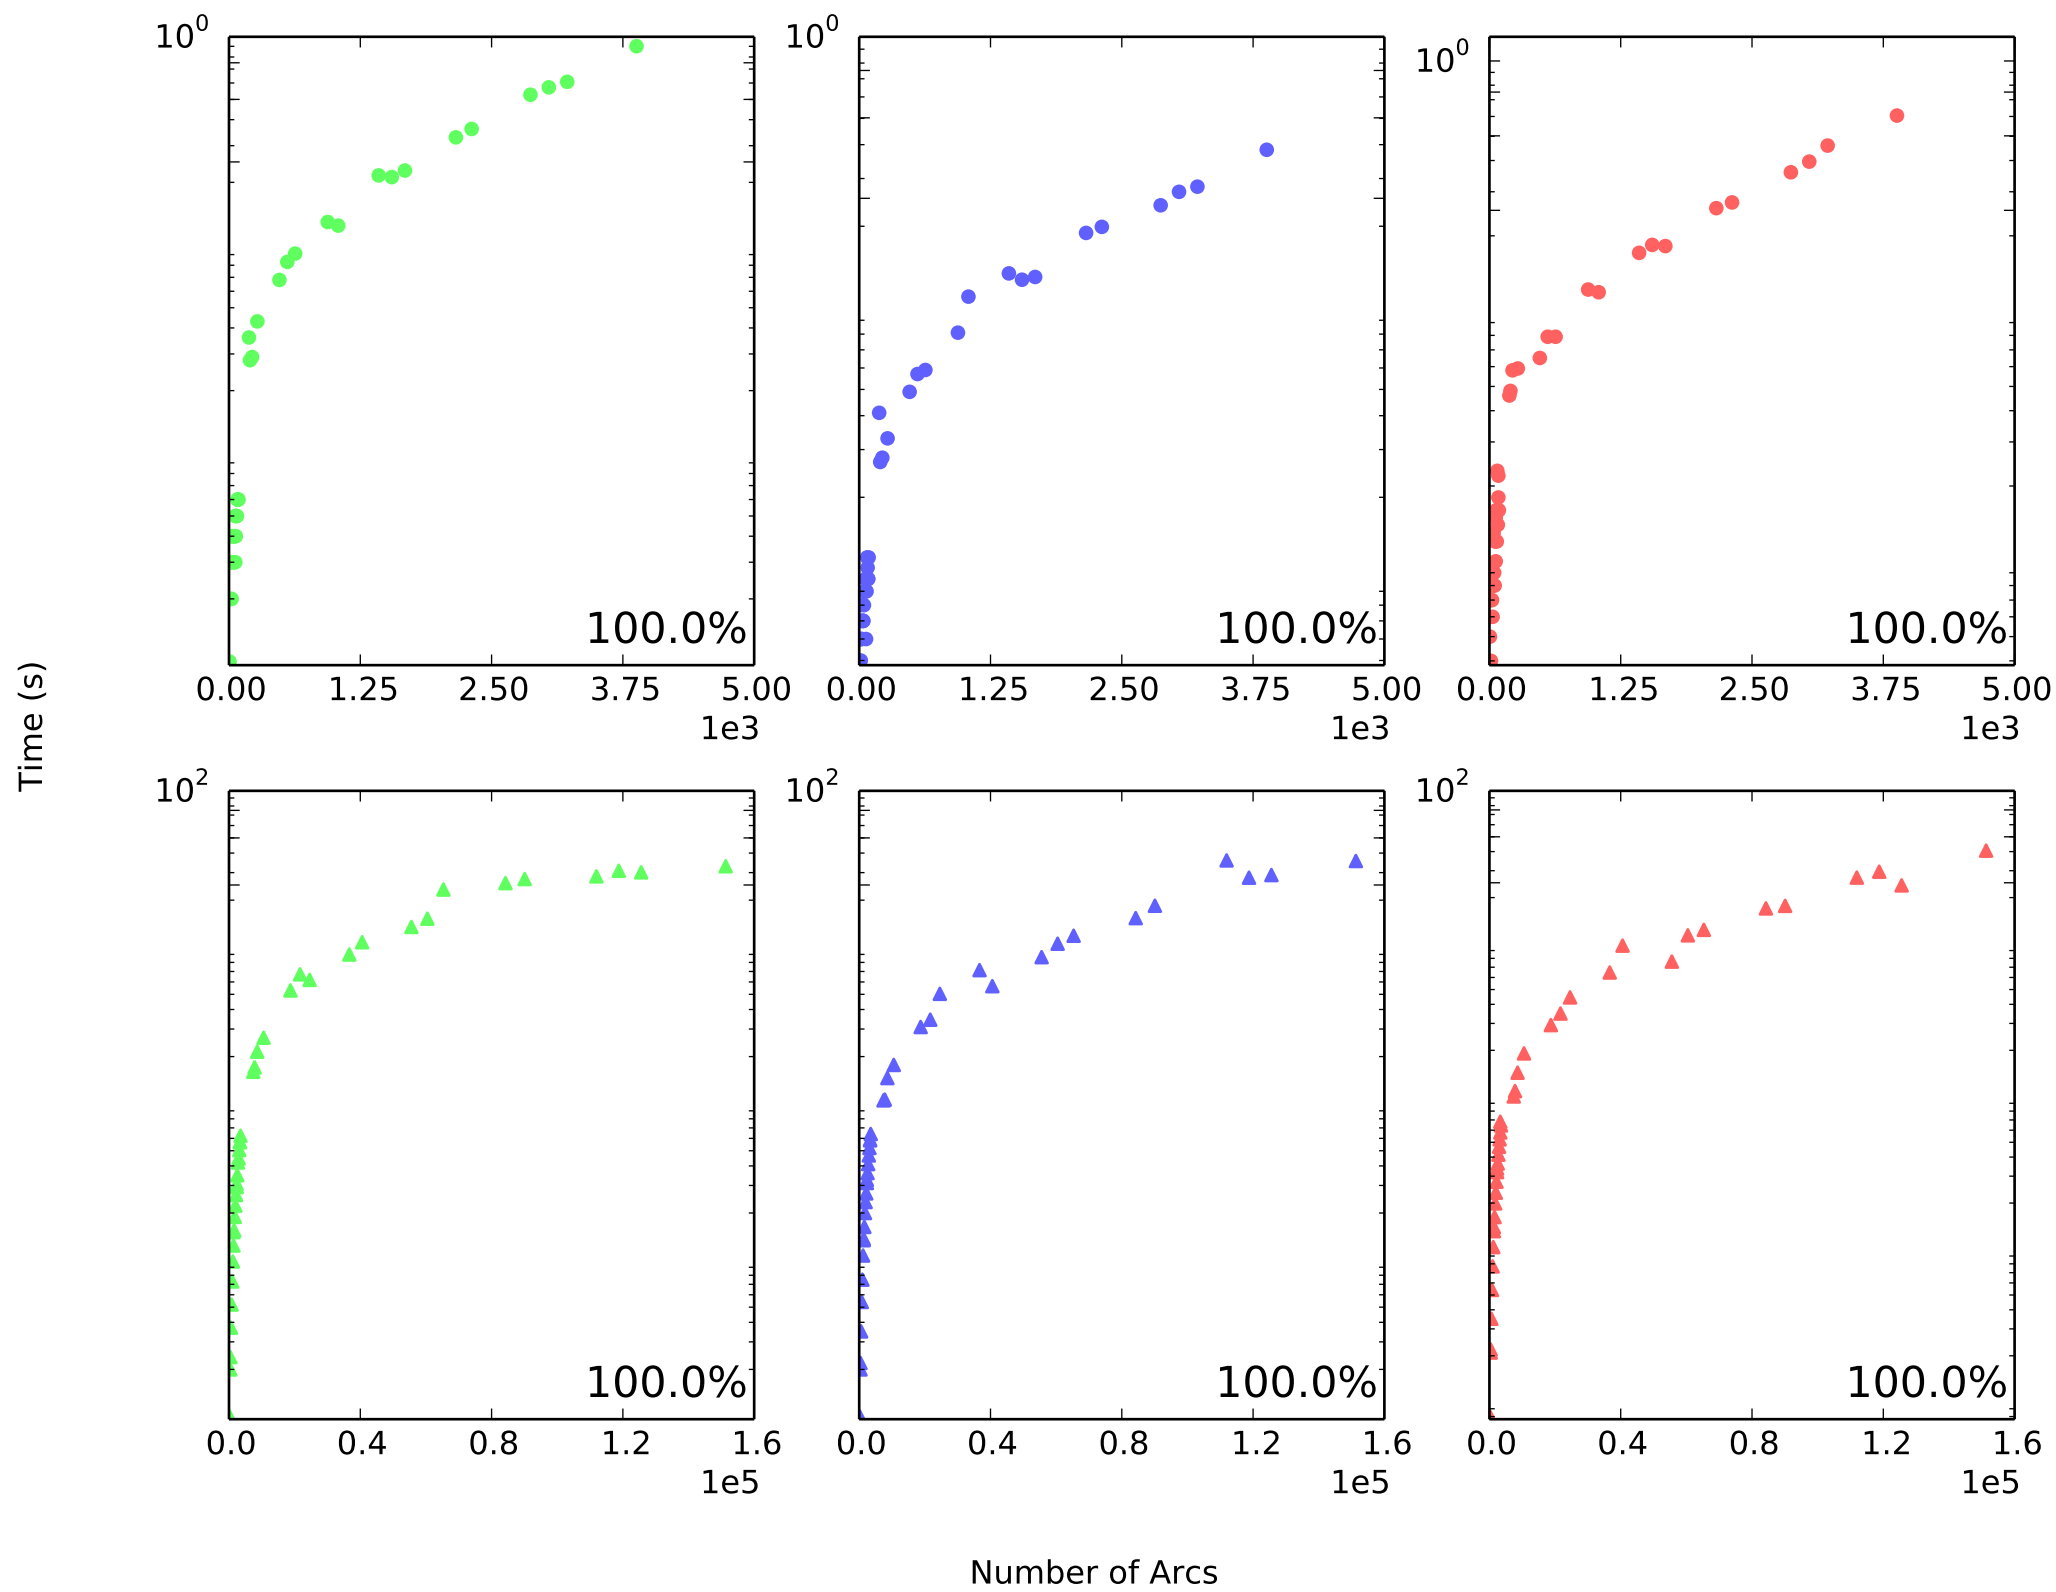 10^0 10^0 10^0
100.0% 100.0% 100.0%
0.00 1.25 2.50 3.75 5.00 0.00 1.25 2.50 3.75 5.00 0.00 1.25 2.50 3.75 5.00
1e3 1e3 1e3
Time (s)
10^2 10^2 10^2
100.0% 100.0% 100.0%
0.0 0.4 0.8 1.2 1.6 0.0 0.4 0.8 1.2 1.6 0.0 0.4 0.8 1.2 1.6
1e5 1e5 1e5
Number of Arcs